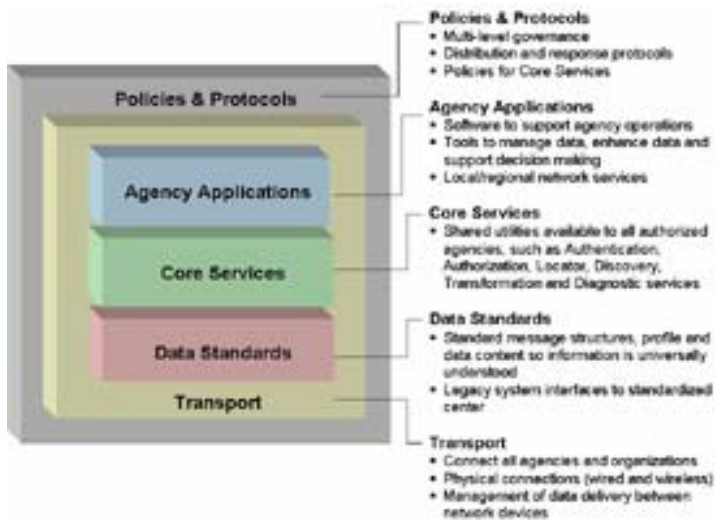 Policies & Protocols
Agency Applications
Core Services
Data Standards
Transport
Policies & Protocols
• Multi-level governance
• Distribution and response protocols
• Policies for Core Services
Agency Applications
• Software to support agency operations
• Tools to manage data, enhance data and
support decision making
• Local/regional network services
Core Services
• Shared utilities available to all authorized
agencies, such as Authentication,
Authorization, Locator, Discovery,
Transformation and Diagnostic services
Data Standards
• Standard message structures, profile and
data content so information is universally
understood
• Legacy system interfaces to standardized
center
Transport
• Connect all agencies and organizations
• Physical connections (wired and wireless)
• Management of data delivery between
network devices